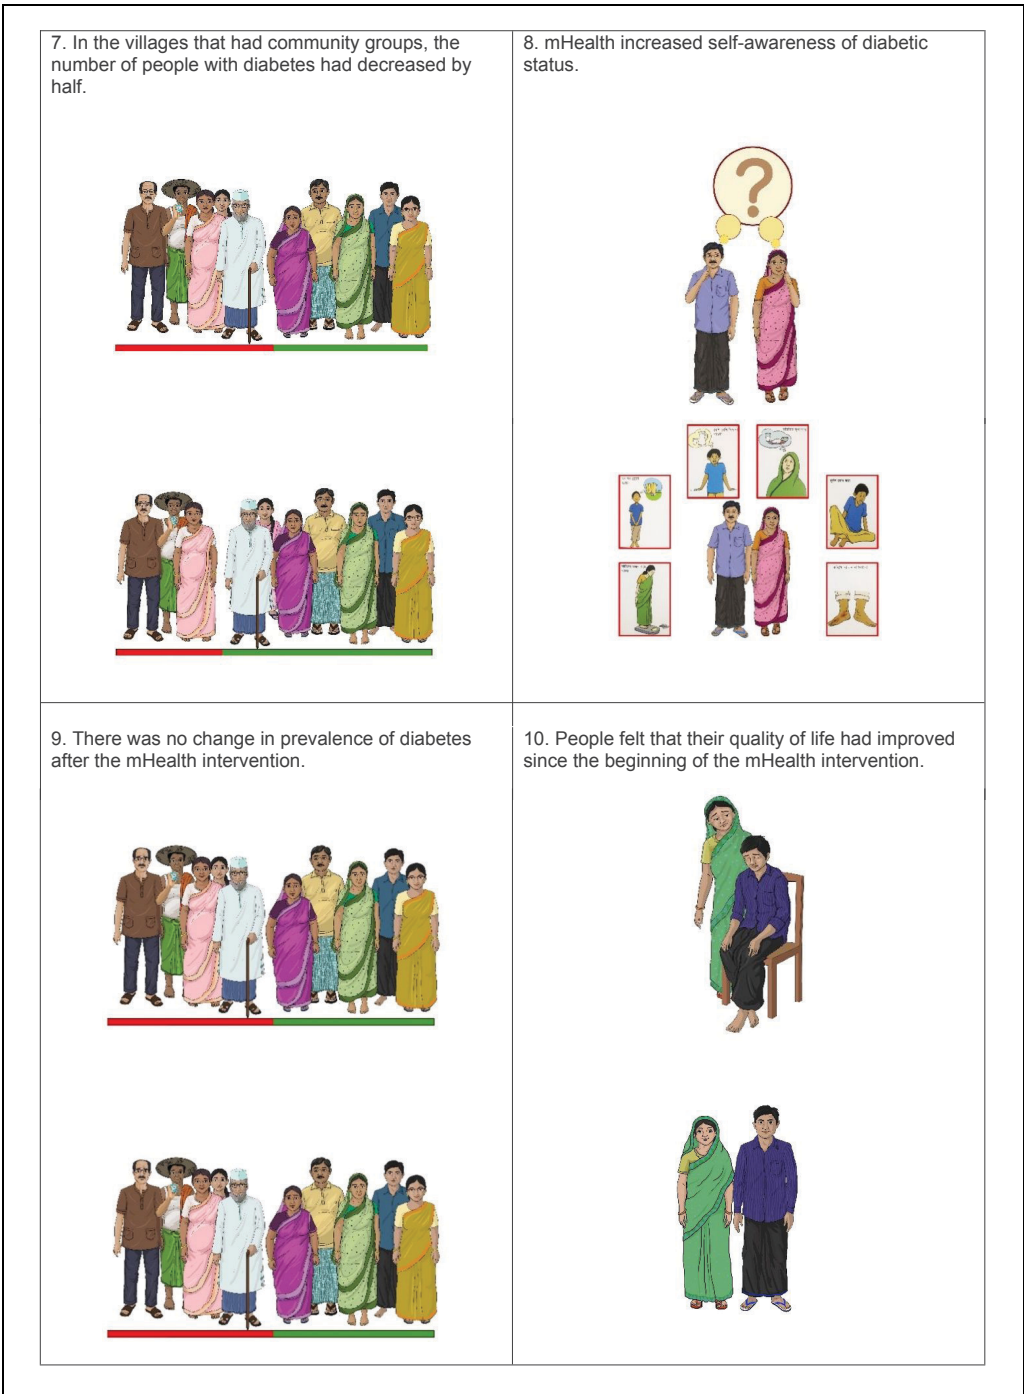 7. In the villages that had community groups, the
number of people with diabetes had decreased by
half.
8. mHealth increased self-awareness of diabetic
status.
9. There was no change in prevalence of diabetes
after the mHealth intervention.
10. People felt that their quality of life had improved
since the beginning of the mHealth intervention.